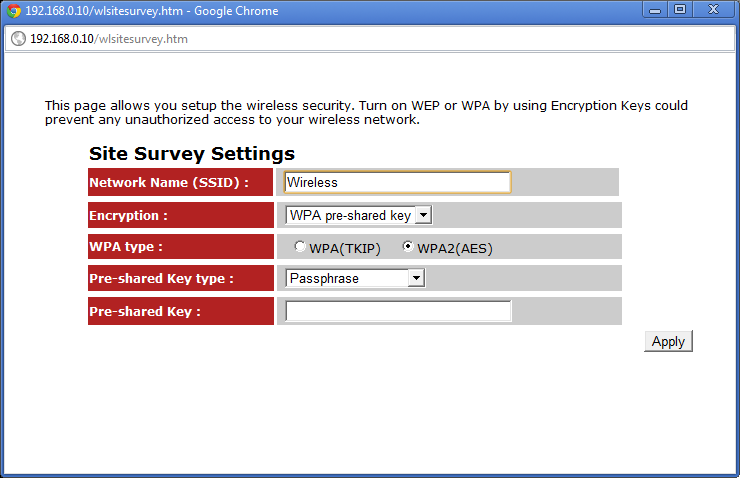 192.168.0.10/wlsitesurvey.htm - Google Chrome
192.168.0.10/wlsitesurvey.htm
This page allows you setup the wireless security. Turn on WEP or WPA by using Encryption Keys could
prevent any unauthorized access to your wireless network.
Site Survey Settings
Network Name (SSID) : Wireless
Encryption : WPA pre-shared key
WPA type : WPA(TKIP) WPA2(AES)
Pre-shared Key type : Passphrase
Pre-shared Key :
Apply